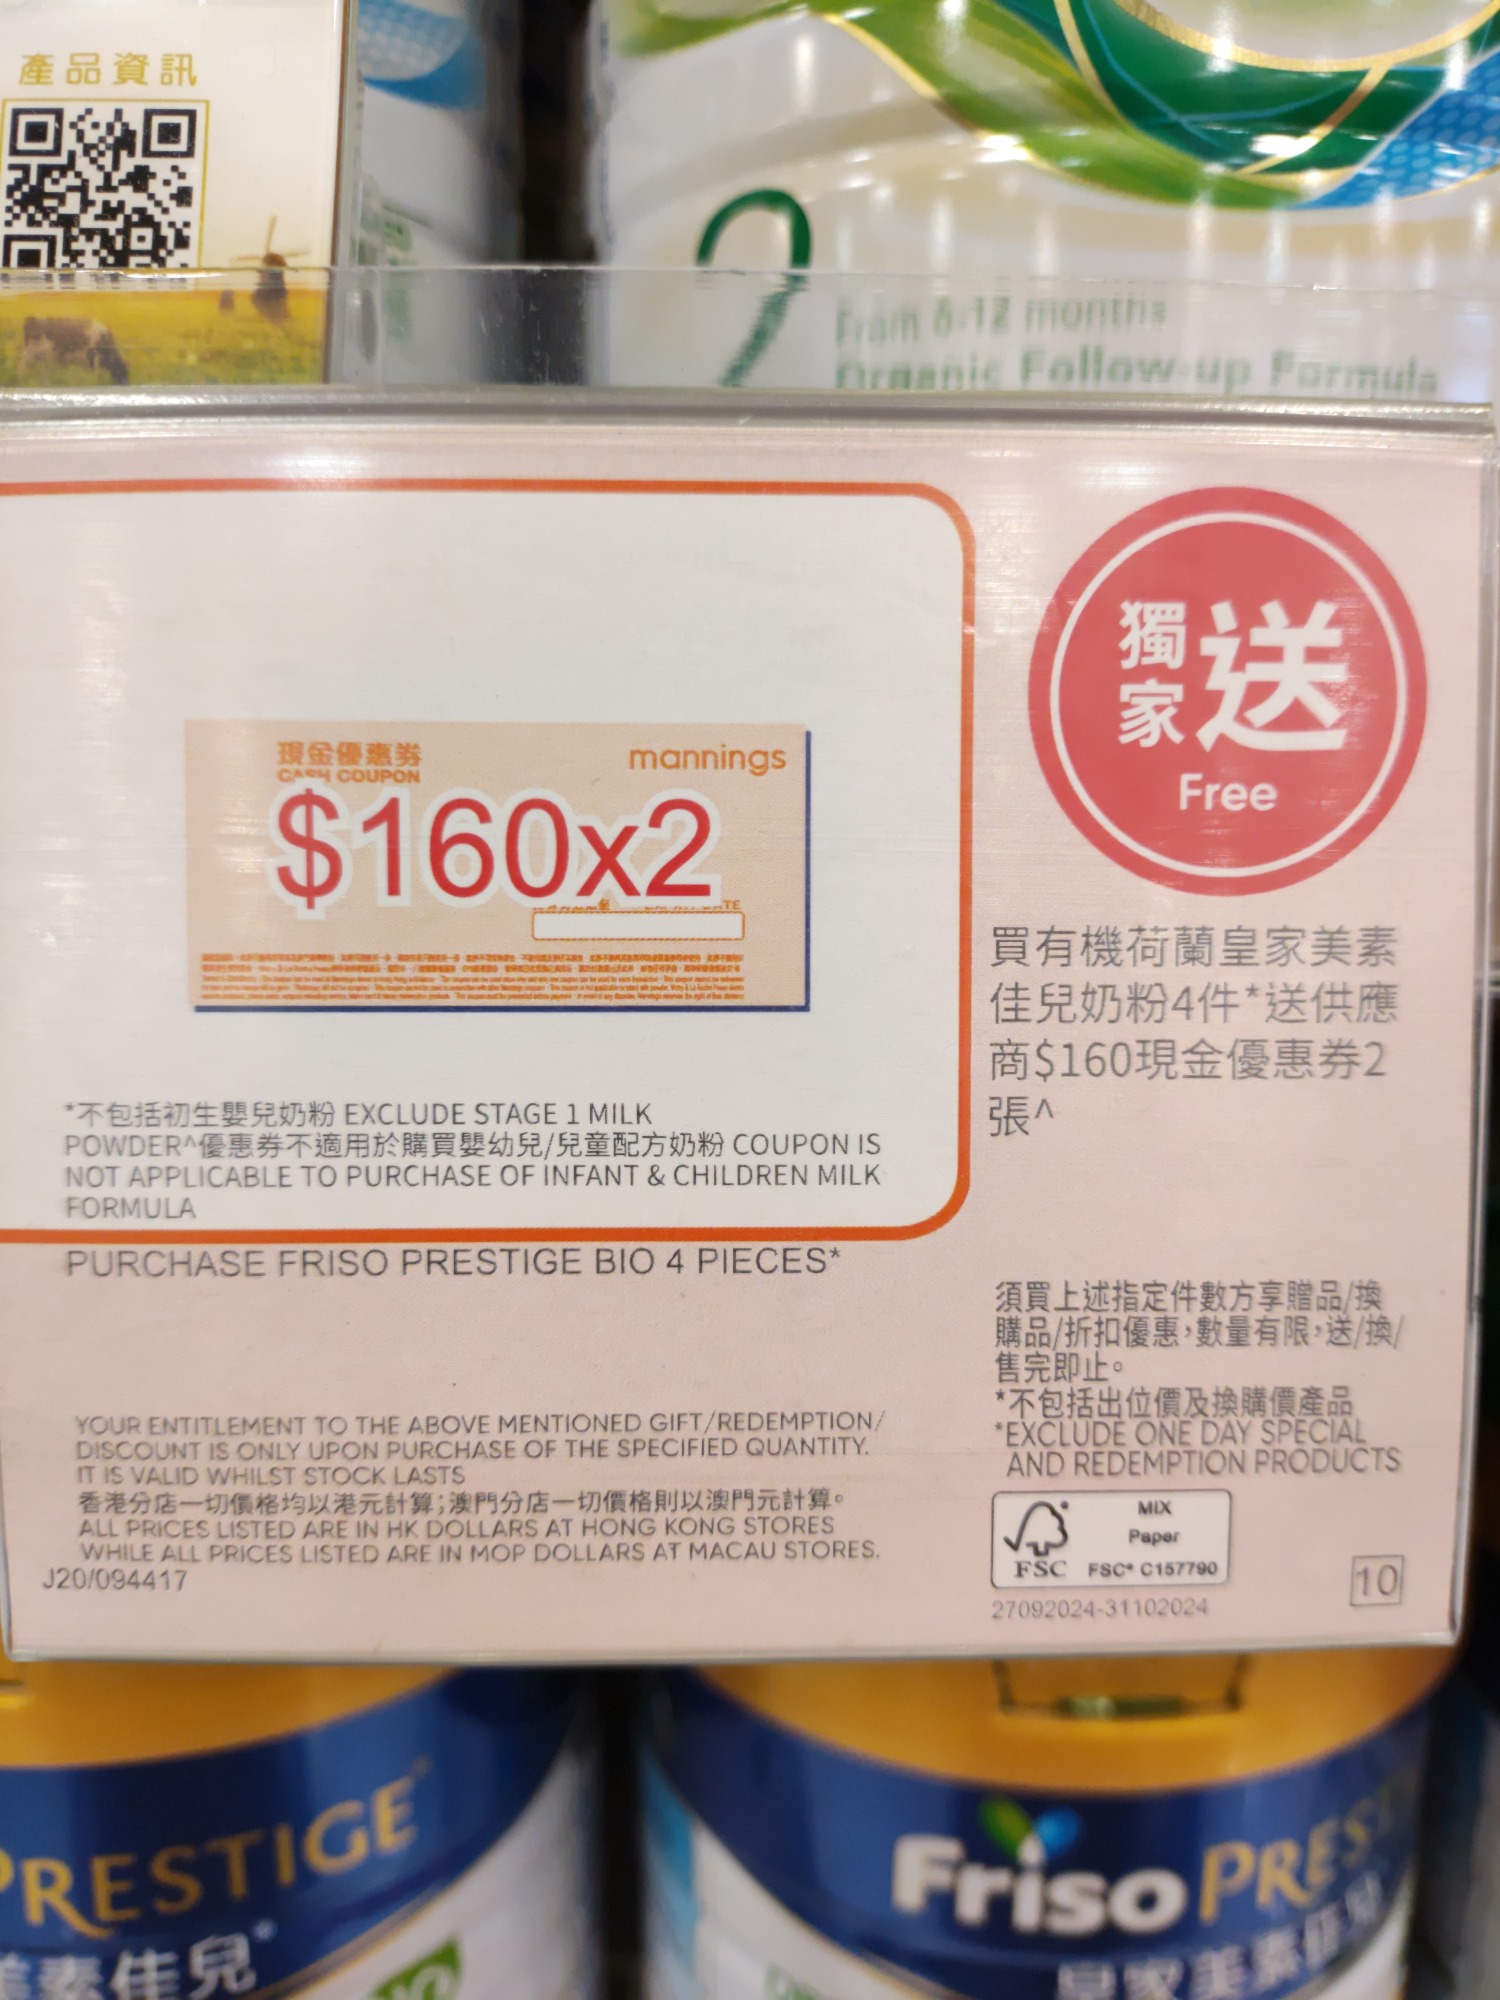 產品資訊
2
From 6-12 months
Organic Follow-up Formula
獨家
送
Free
現金優惠券
CASH COUPON
mannings
$160x2
買有機荷蘭皇家美素
佳兒奶粉4件*送供應
商$160現金優惠券2
張^
*不包括初生嬰兒奶粉 EXCLUDE STAGE 1 MILK
POWDER^優惠券不適用於購買嬰幼兒/兒童配方奶粉 COUPON IS
NOT APPLICABLE TO PURCHASE OF INFANT & CHILDREN MILK
FORMULA
PURCHASE FRISO PRESTIGE BIO 4 PIECES*
須買上述指定件數方享贈品/換
購品/折扣優惠，數量有限，送/換/
售完即止。
*不包括出位價及換購價產品
*EXCLUDE ONE DAY SPECIAL
AND REDEMPTION PRODUCTS
YOUR ENTITLEMENT TO THE ABOVE MENTIONED GIFT/REDEMPTION/
DISCOUNT IS ONLY UPON PURCHASE OF THE SPECIFIED QUANTITY.
IT IS VALID WHILST STOCK LASTS
香港分店一切價格均以港元計算；澳門分店一切價格則以澳門元計算。
ALL PRICES LISTED ARE IN HK DOLLARS AT HONG KONG STORES
WHILE ALL PRICES LISTED ARE IN MOP DOLLARS AT MACAU STORES.
J20/094417
FSC
MIX
Paper
FSC® C157790
27092024-31102024
10
PRESTIGE
美素佳兒
Friso PRES
皇家美素佳兒